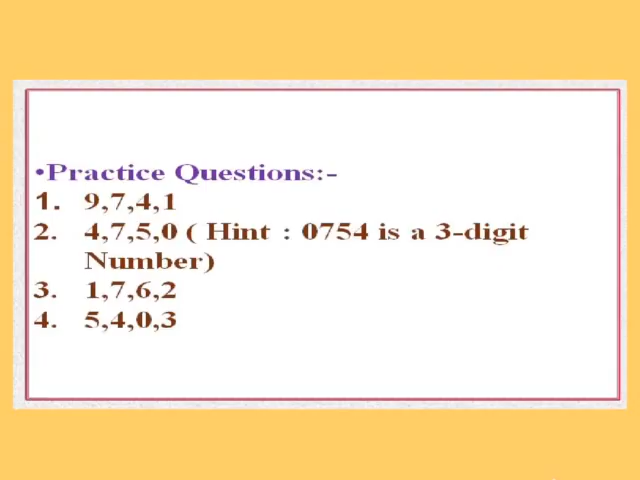 •Practice Questions:-
1. 9,7,4,1
2. 4,7,5,0 ( Hint : 0754 is a 3-digit
Number)
3. 1,7,6,2
4. 5,4,0,3